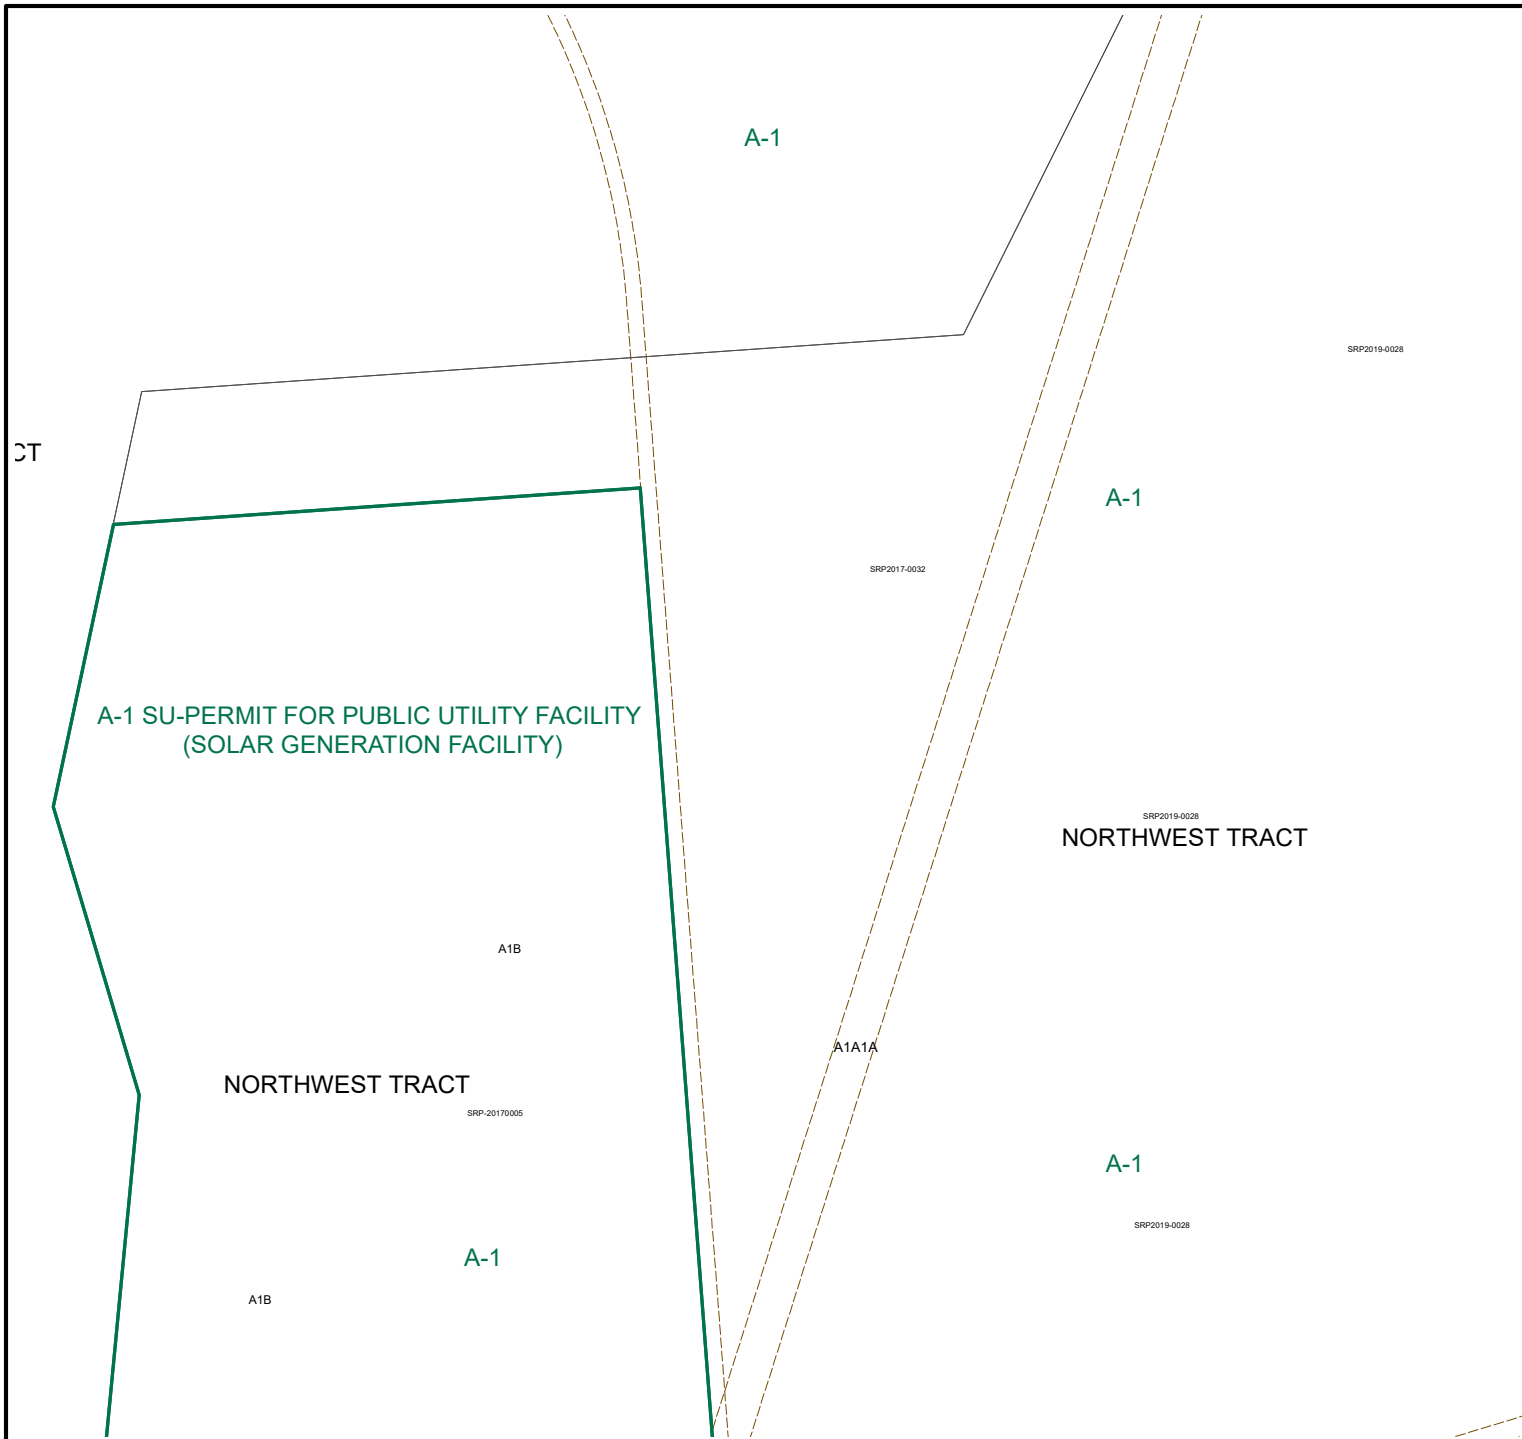 A-1
SRP2019-0028
CT
A-1
SRP2017-0032
A-1 SU-PERMIT FOR PUBLIC UTILITY FACILITY
(SOLAR GENERATION FACILITY)
SRP2019-0028
NORTHWEST TRACT
A1B
A1A1A
NORTHWEST TRACT
SRP-20170005
A-1
SRP2019-0028
A-1
A1B